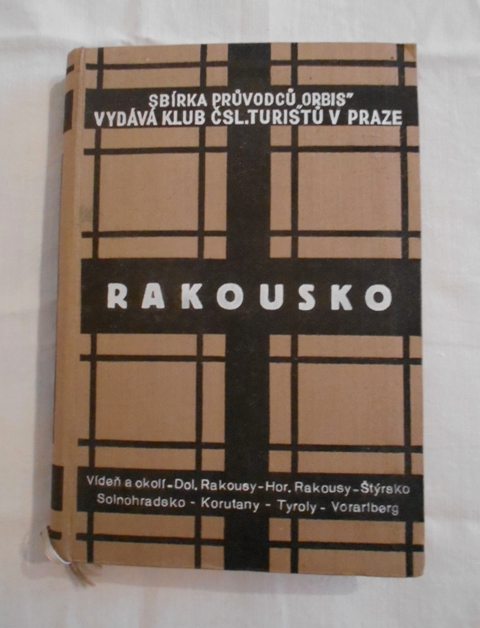 SBÍRKA PRŮVODCŮ „ORBIS"
VYDÁVÁ KLUB ČSL. TURISTŮ V PRAZE
RAKOUSKO
Vídeň a okolí - Dol. Rakousy - Hor. Rakousy - Štýrsko
Solnohradsko - Korutany - Tyroly - Vorarlberg